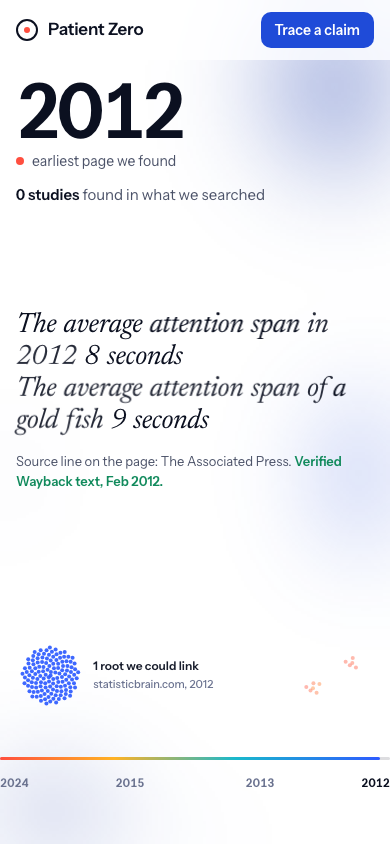 Patient Zero
Trace a claim
2012
earliest page we found
0 studies found in what we searched
The average attention span in
2012 8 seconds
The average attention span of a
gold fish 9 seconds
Source line on the page: The Associated Press. Verified
Wayback text, Feb 2012.
1 root we could link
statisticbrain.com, 2012
2024 2015 2013 2012